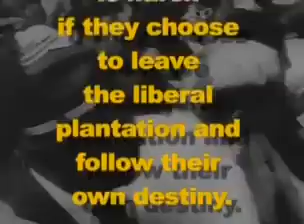 if they choose
to leave
the liberal
plantation and
follow their
own destiny.